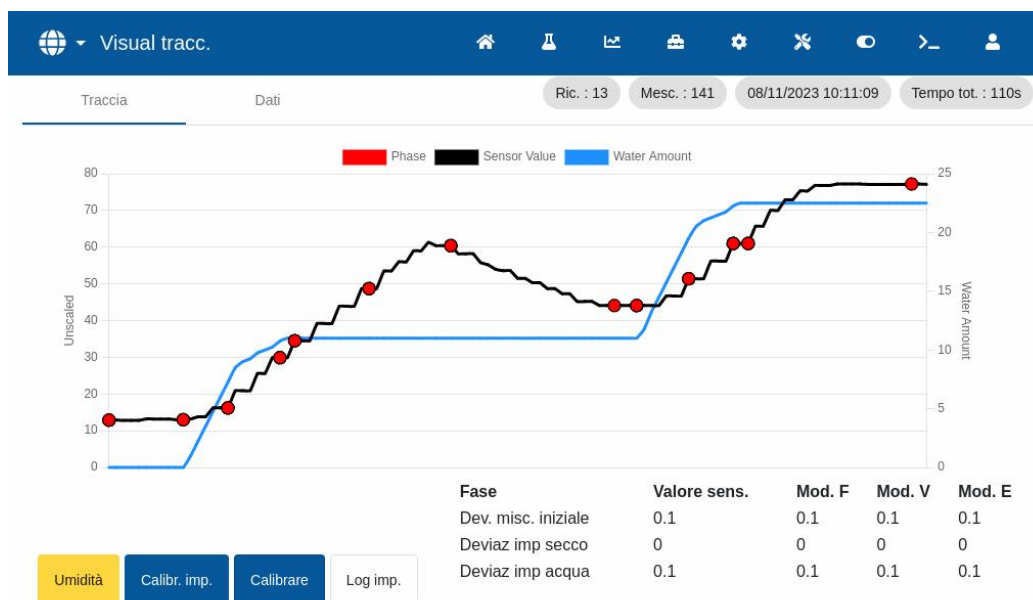 Visual tracc.
Traccia Dati Ric. : 13 Mesc. : 141 08/11/2023 10:11:09 Tempo tot. : 110s
Phase Sensor Value Water Amount
80 25
70
60 20
50 15
40
30 10
20 5
10
0 0
Unscaled
Water Amount
Fase Valore sens. Mod. F Mod. V Mod. E
Dev. misc. iniziale 0.1 0.1 0.1 0.1
Deviaz imp secco 0 0 0 0
Deviaz imp acqua 0.1 0.1 0.1 0.1
Umidità Calibr. imp. Calibrare Log imp.